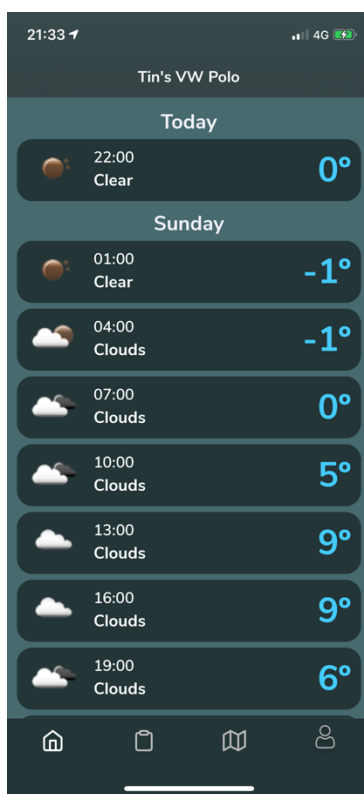 21:33
4G
Tin's VW Polo
Today
22:00
Clear
0°
Sunday
01:00
Clear
-1°
04:00
Clouds
-1°
07:00
Clouds
0°
10:00
Clouds
5°
13:00
Clouds
9°
16:00
Clouds
9°
19:00
Clouds
6°